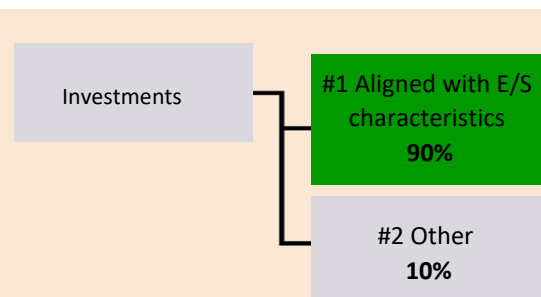 Investments
#1 Aligned with E/S
characteristics
90%
#2 Other
10%